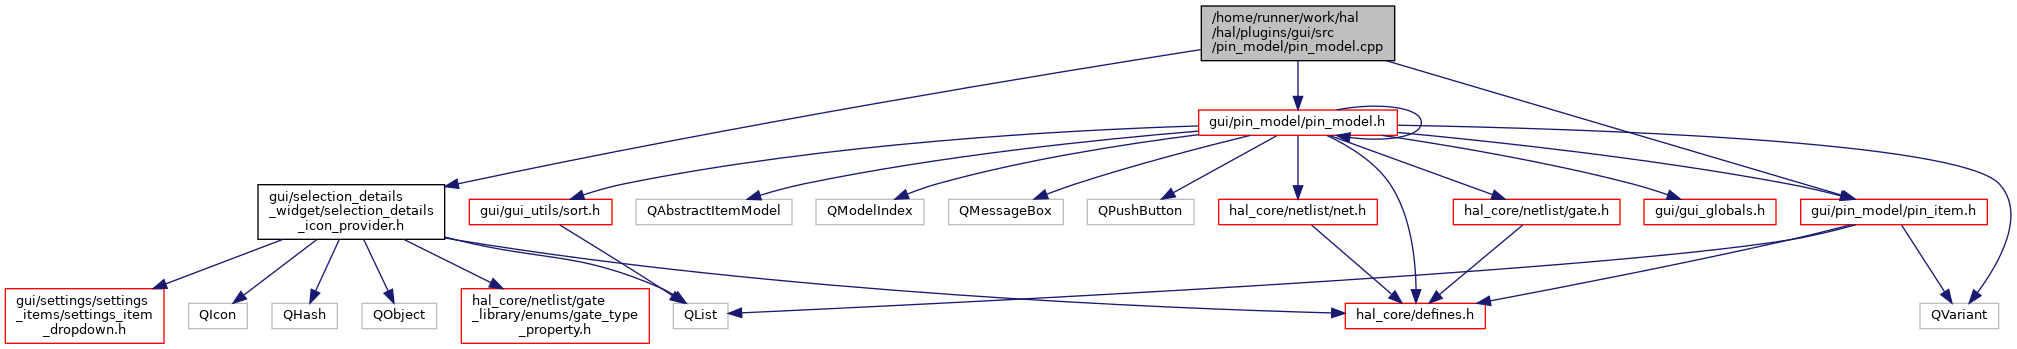 /home/runner/work/hal
/hal/plugins/gui/src
/pin_model/pin_model.cpp
gui/pin_model/pin_model.h
gui/selection_details
_widget/selection_details
_icon_provider.h
gui/gui_utils/sort.h
QAbstractItemModel
QModelIndex
QMessageBox
QPushButton
hal_core/netlist/net.h
hal_core/netlist/gate.h
gui/gui_globals.h
gui/pin_model/pin_item.h
gui/settings/settings
_items/settings_item
_dropdown.h
QIcon
QHash
QObject
hal_core/netlist/gate
_library/enums/gate_type
_property.h
QList
hal_core/defines.h
QVariant